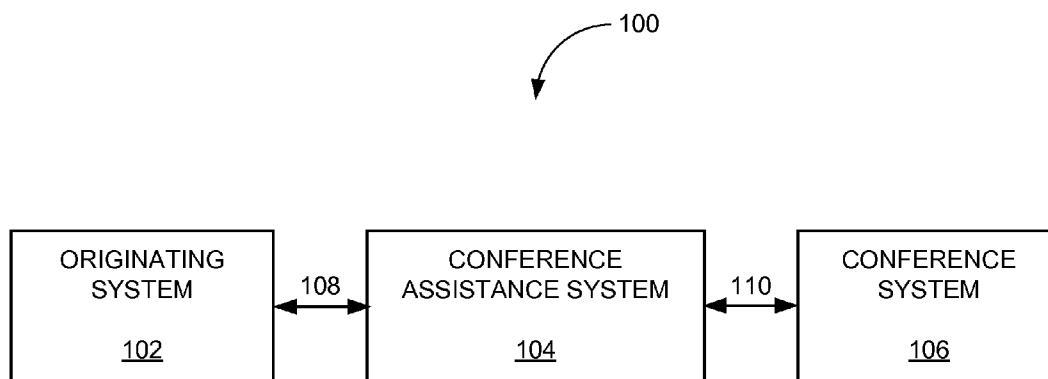 100
ORIGINATING
SYSTEM
102
108
CONFERENCE
ASSISTANCE SYSTEM
104
110
CONFERENCE
SYSTEM
106